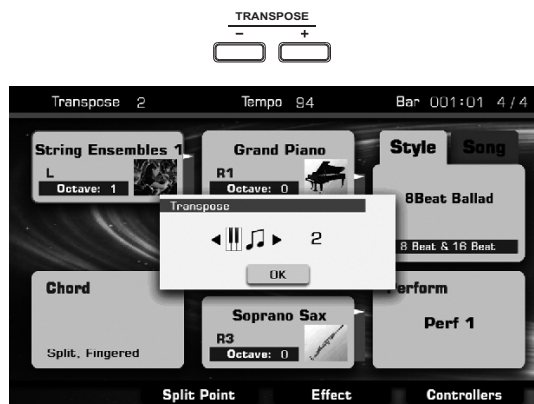 TRANSPOSE
− +
Transpose 2 Tempo 94 Bar 001:01 4/4
String Ensembles 1
L
Octave: 1
Grand Piano
R1
Octave: 0
Style Song
8Beat Ballad
8 Beat & 16 Beat
Transpose
2
OK
Chord
Split, Fingered
Soprano Sax
R3
Octave: 0
Perform
Perf 1
Split Point Effect Controllers